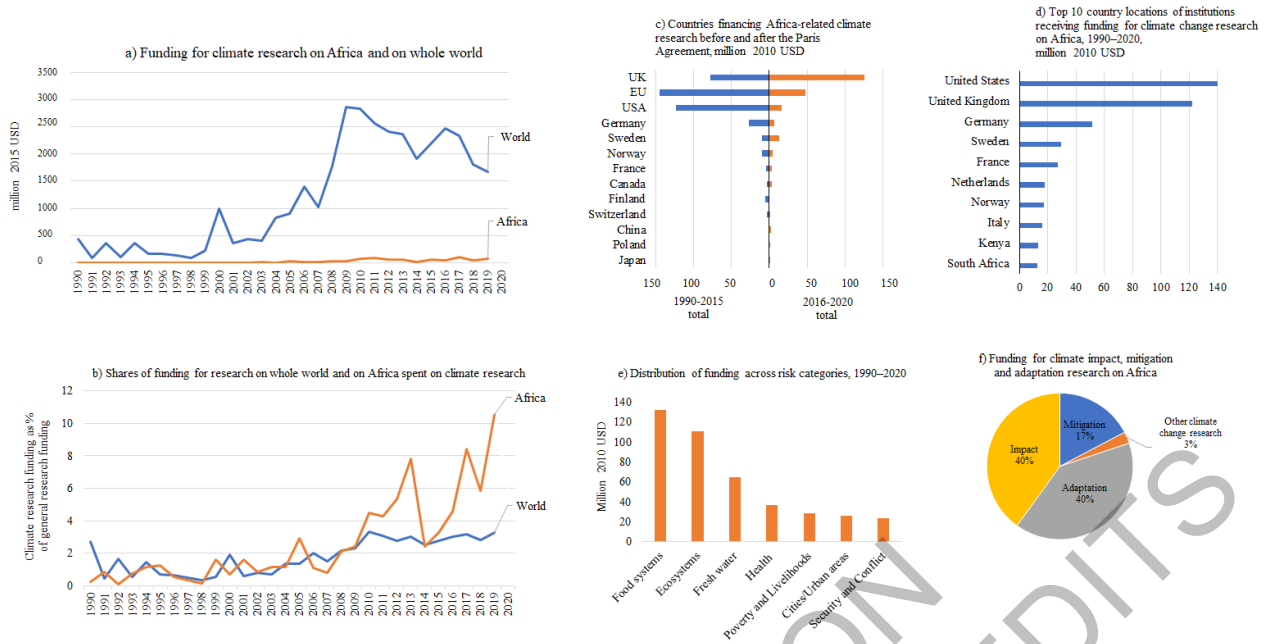 a) Funding for climate research on Africa and on whole world
million 2015 USD
3500
3000
2500
2000
1500
1000
500
0
World
Africa
1990 1991 1992 1993 1994 1995 1996 1997 1998 1999 2000 2001 2002 2003 2004 2005 2006 2007 2008 2009 2010 2011 2012 2013 2014 2015 2016 2017 2018 2019 2020
b) Shares of funding for research on whole world and on Africa spent on climate research
Climate research funding as %
of general research funding
12
10
8
6
4
2
0
Africa
World
1990 1991 1992 1993 1994 1995 1996 1997 1998 1999 2000 2001 2002 2003 2004 2005 2006 2007 2008 2009 2010 2011 2012 2013 2014 2015 2016 2017 2018 2019 2020
c) Countries financing Africa-related climate
research before and after the Paris
Agreement, million 2010 USD
UK
EU
USA
Germany
Sweden
Norway
France
Canada
Finland
Switzerland
China
Poland
Japan
150 100 50 0 50 100 150
1990-2015
total
2016-2020
total
d) Top 10 country locations of institutions
receiving funding for climate change research
on Africa, 1990–2020,
million 2010 USD
United States
United Kingdom
Germany
Sweden
France
Netherlands
Norway
Italy
Kenya
South Africa
0 20 40 60 80 100 120 140
e) Distribution of funding across risk categories, 1990–2020
Million 2010 USD
140
120
100
80
60
40
20
0
Food systems
Ecosystems
Fresh water
Health
Poverty and Livelihoods
Cities/Urban areas
Security and Conflict
f) Funding for climate impact, mitigation
and adaptation research on Africa
Mitigation
17%
Other climate
change research
3%
Impact
40%
Adaptation
40%
ON
EDITS